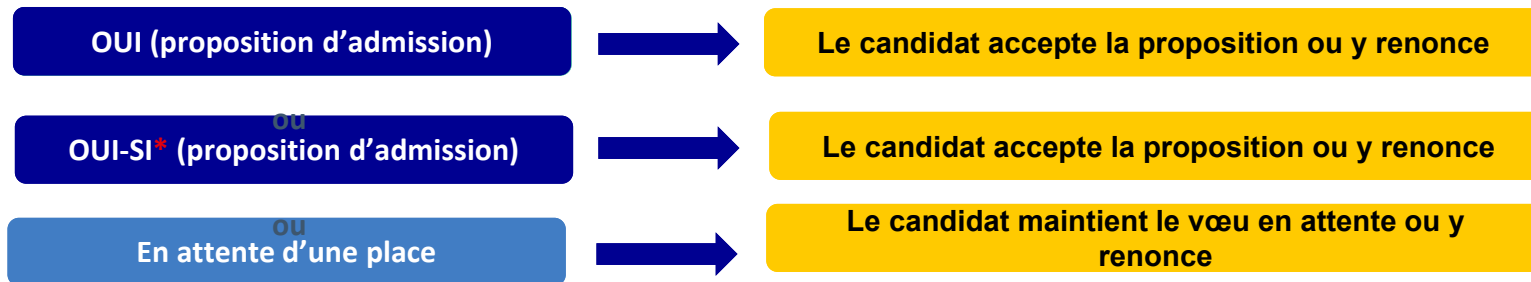 OUI (proposition d’admission)
Le candidat accepte la proposition ou y renonce
ou
OUI-SI* (proposition d’admission)
Le candidat accepte la proposition ou y renonce
ou
En attente d’une place
Le candidat maintient le vœu en attente ou y
renonce